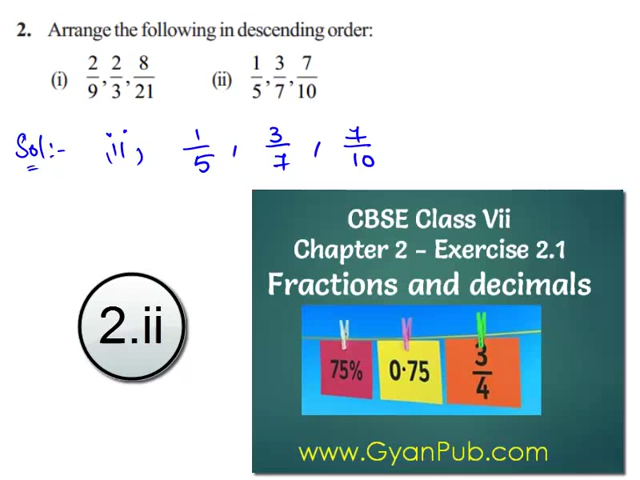 2. Arrange the following in descending order:
(i) 2/9, 2/3, 8/21 (ii) 1/5, 3/7, 7/10
Sol:- ii, 1/5, 3/7, 7/10
CBSE Class Vii
Chapter 2 - Exercise 2.1
Fractions and decimals
2.ii
75% 0·75 3/4
www.GyanPub.com